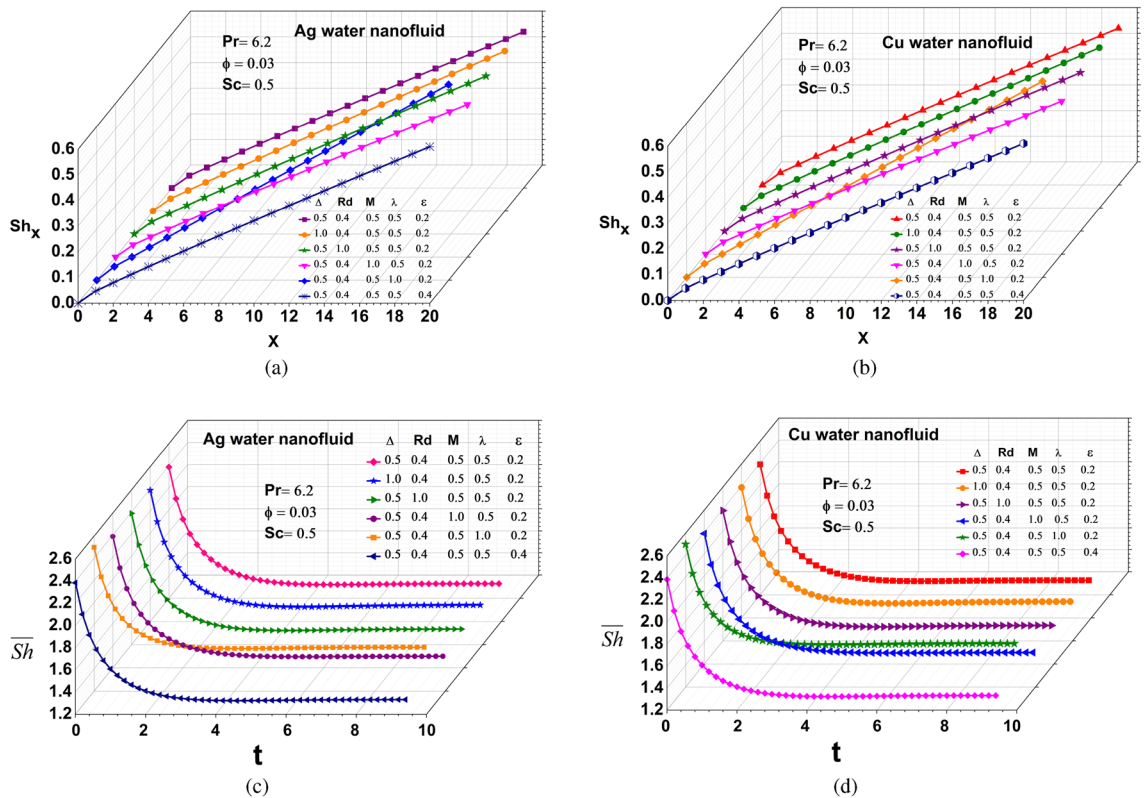 Ag water nanofluid
Pr= 6.2
ϕ = 0.03
Sc= 0.5
0.6
0.5
0.4
0.3
0.2
0.1
0.0
Shx
Δ Rd M λ ε
0.5 0.4 0.5 0.5 0.2
1.0 0.4 0.5 0.5 0.2
0.5 1.0 0.5 0.5 0.2
0.5 0.4 1.0 0.5 0.2
0.5 0.4 0.5 1.0 0.2
0.5 0.4 0.5 0.5 0.4
0 2 4 6 8 10 12 14 16 18 20
X
(a)
Cu water nanofluid
Pr= 6.2
ϕ = 0.03
Sc= 0.5
0.6
0.5
0.4
0.3
0.2
0.1
0.0
Shx
Δ Rd M λ ε
0.5 0.4 0.5 0.5 0.2
1.0 0.4 0.5 0.5 0.2
0.5 1.0 0.5 0.5 0.2
0.5 0.4 1.0 0.5 0.2
0.5 0.4 0.5 1.0 0.2
0.5 0.4 0.5 0.5 0.4
0 2 4 6 8 10 12 14 16 18 20
X
(b)
Ag water nanofluid
Δ Rd M λ ε
0.5 0.4 0.5 0.5 0.2
1.0 0.4 0.5 0.5 0.2
0.5 1.0 0.5 0.5 0.2
0.5 0.4 1.0 0.5 0.2
0.5 0.4 0.5 1.0 0.2
0.5 0.4 0.5 0.5 0.4
Pr= 6.2
ϕ = 0.03
Sc= 0.5
2.6
2.4
2.2
2.0
1.8
1.6
1.4
1.2
Sh
0 2 4 6 8 10
t
(c)
Cu water nanofluid
Δ Rd M λ ε
0.5 0.4 0.5 0.5 0.2
1.0 0.4 0.5 0.5 0.2
0.5 1.0 0.5 0.5 0.2
0.5 0.4 1.0 0.5 0.2
0.5 0.4 0.5 1.0 0.2
0.5 0.4 0.5 0.5 0.4
Pr= 6.2
ϕ = 0.03
Sc= 0.5
2.6
2.4
2.2
2.0
1.8
1.6
1.4
1.2
Sh
0 2 4 6 8 10
t
(d)